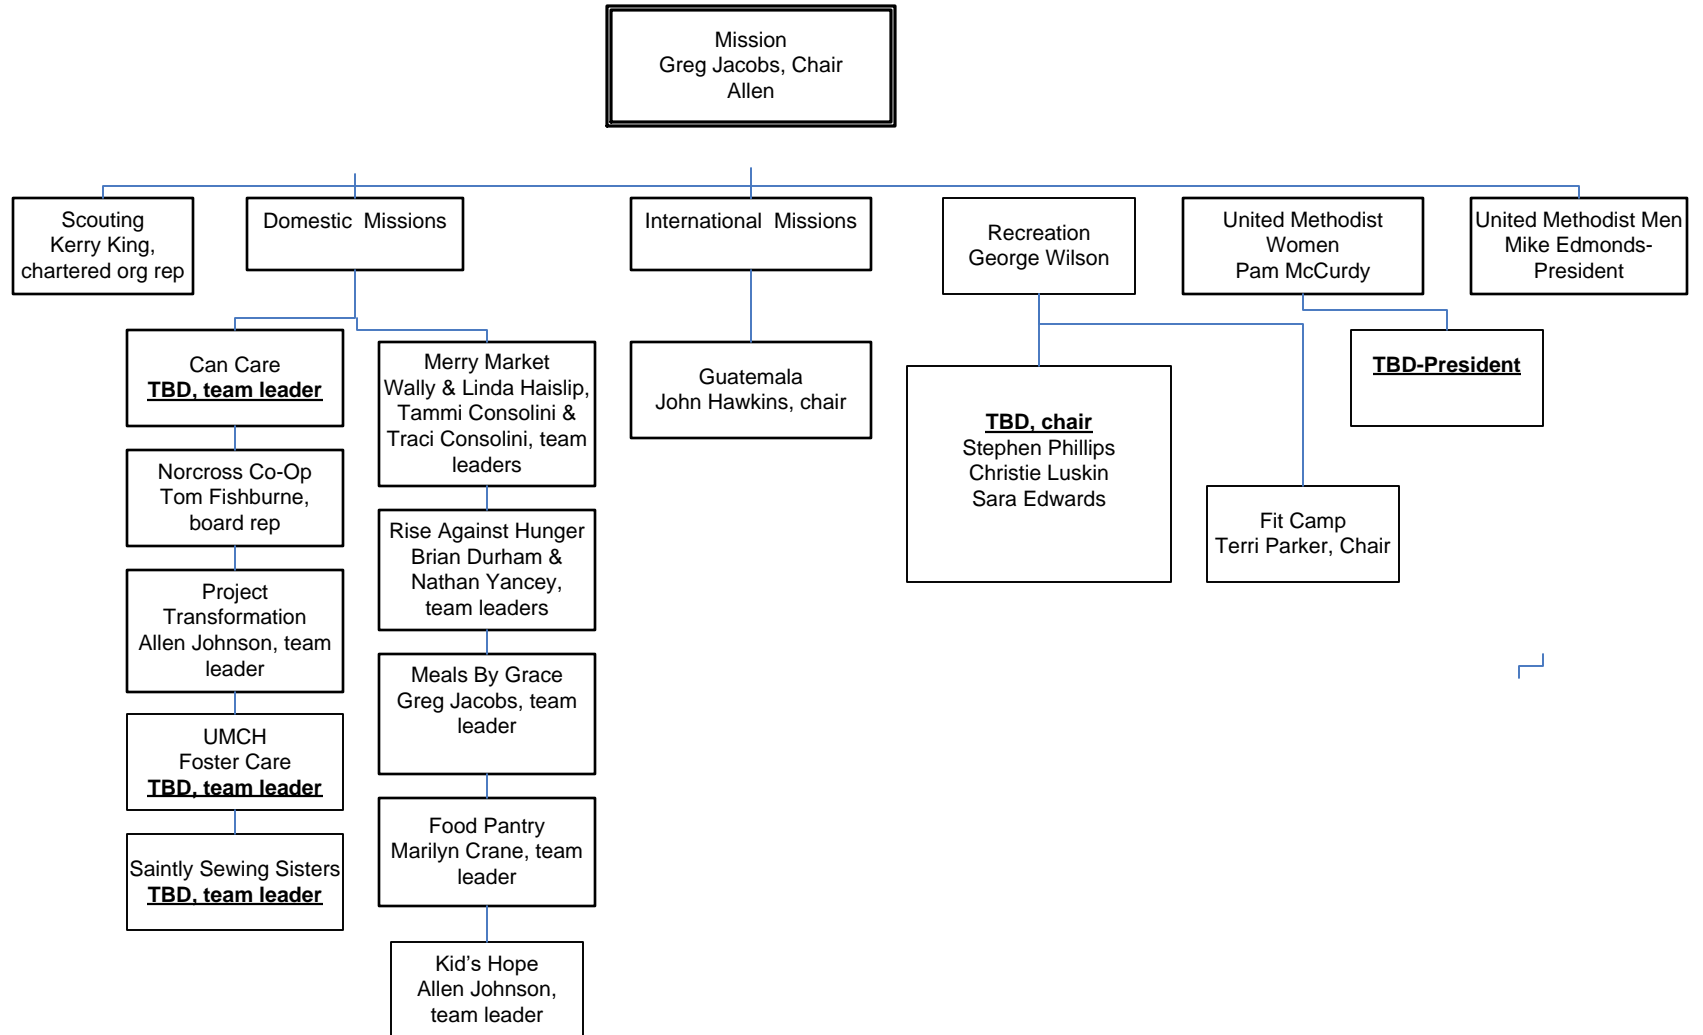 Mission
Greg Jacobs, Chair
Allen
Scouting
Kerry King,
chartered org rep
Domestic  Missions
International  Missions
Recreation
George Wilson
United Methodist
Women
Pam McCurdy
United Methodist Men
Mike Edmonds-
President
Can Care
TBD, team leader
Norcross Co-Op
Tom Fishburne,
board rep
Project
Transformation
Allen Johnson, team
leader
UMCH
Foster Care
TBD, team leader
Saintly Sewing Sisters
TBD, team leader
Merry Market
Wally & Linda Haislip,
Tammi Consolini &
Traci Consolini, team
leaders
Rise Against Hunger
Brian Durham &
Nathan Yancey,
team leaders
Meals By Grace
Greg Jacobs, team
leader
Food Pantry
Marilyn Crane, team
leader
Kid’s Hope
Allen Johnson,
team leader
Guatemala
John Hawkins, chair
TBD, chair
Stephen Phillips
Christie Luskin
Sara Edwards
Fit Camp
Terri Parker, Chair
TBD-President